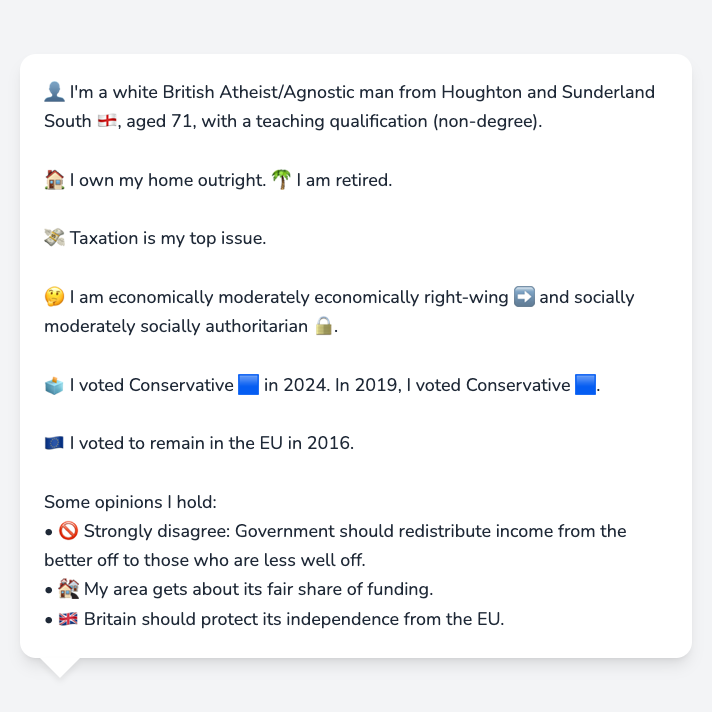 👤 I'm a white British Atheist/Agnostic man from Houghton and Sunderland
South 🏴󠁧󠁢󠁥󠁮󠁧󠁿, aged 71, with a teaching qualification (non-degree).
🏠 I own my home outright. 🌴 I am retired.
💸 Taxation is my top issue.
🤔 I am economically moderately economically right-wing ➡️ and socially
moderately socially authoritarian 🔒.
🗳️ I voted Conservative 🟦 in 2024. In 2019, I voted Conservative 🟦.
🇪🇺 I voted to remain in the EU in 2016.
Some opinions I hold:
• 🚫 Strongly disagree: Government should redistribute income from the
better off to those who are less well off.
• 🏘️ My area gets about its fair share of funding.
• 🇬🇧 Britain should protect its independence from the EU.